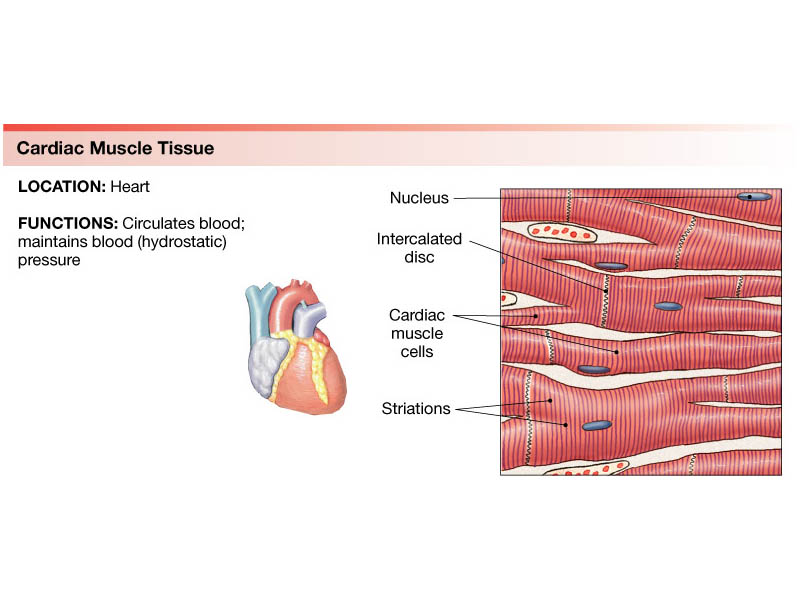 Cardiac Muscle Tissue
LOCATION: Heart
FUNCTIONS: Circulates blood;
maintains blood (hydrostatic)
pressure
Nucleus
Intercalated
disc
Cardiac
muscle
cells
Striations